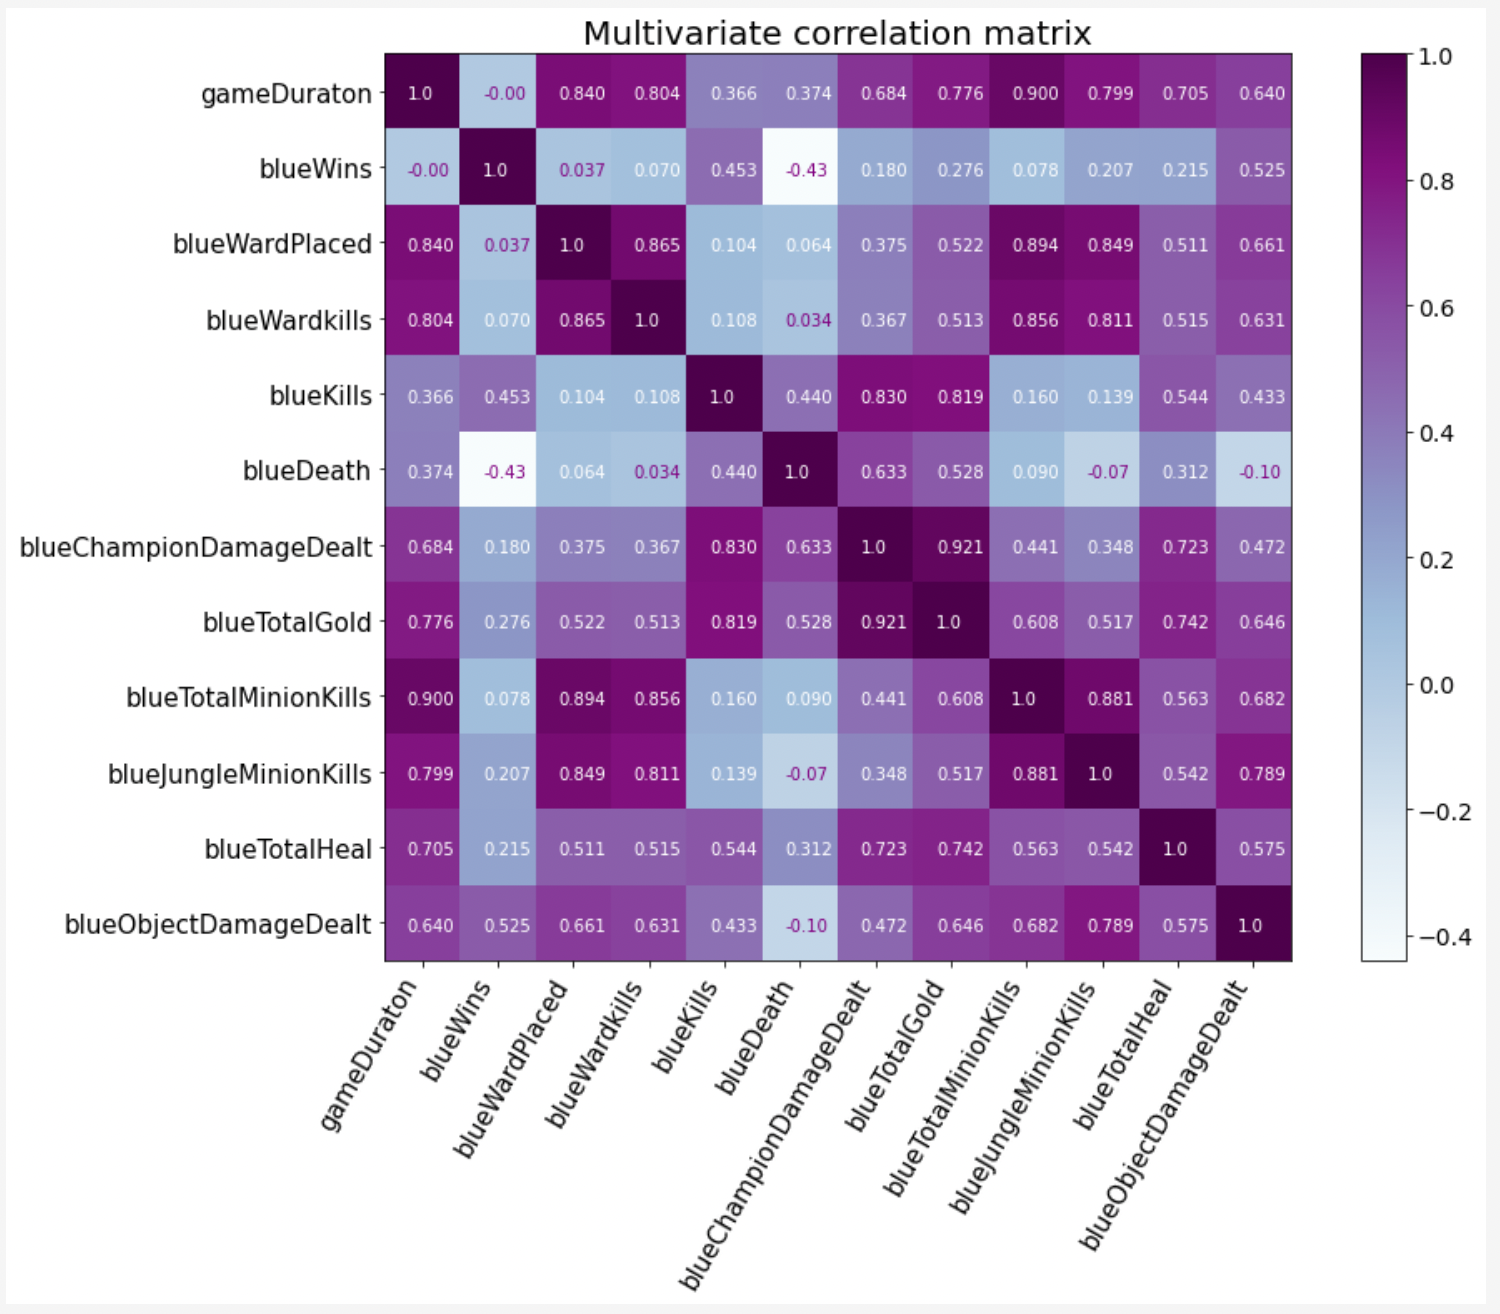 Multivariate correlation matrix
gameDuraton 1.0 -0.00 0.840 0.804 0.366 0.374 0.684 0.776 0.900 0.799 0.705 0.640
blueWins -0.00 1.0 0.037 0.070 0.453 -0.43 0.180 0.276 0.078 0.207 0.215 0.525
blueWardPlaced 0.840 0.037 1.0 0.865 0.104 0.064 0.375 0.522 0.894 0.849 0.511 0.661
blueWardkills 0.804 0.070 0.865 1.0 0.108 0.034 0.367 0.513 0.856 0.811 0.515 0.631
blueKills 0.366 0.453 0.104 0.108 1.0 0.440 0.830 0.819 0.160 0.139 0.544 0.433
blueDeath 0.374 -0.43 0.064 0.034 0.440 1.0 0.633 0.528 0.090 -0.07 0.312 -0.10
blueChampionDamageDealt 0.684 0.180 0.375 0.367 0.830 0.633 1.0 0.921 0.441 0.348 0.723 0.472
blueTotalGold 0.776 0.276 0.522 0.513 0.819 0.528 0.921 1.0 0.608 0.517 0.742 0.646
blueTotalMinionKills 0.900 0.078 0.894 0.856 0.160 0.090 0.441 0.608 1.0 0.881 0.563 0.682
blueJungleMinionKills 0.799 0.207 0.849 0.811 0.139 -0.07 0.348 0.517 0.881 1.0 0.542 0.789
blueTotalHeal 0.705 0.215 0.511 0.515 0.544 0.312 0.723 0.742 0.563 0.542 1.0 0.575
blueObjectDamageDealt 0.640 0.525 0.661 0.631 0.433 -0.10 0.472 0.646 0.682 0.789 0.575 1.0
gameDuraton
blueWins
blueWardPlaced
blueWardkills
blueKills
blueDeath
blueChampionDamageDealt
blueTotalGold
blueTotalMinionKills
blueJungleMinionKills
blueTotalHeal
blueObjectDamageDealt
1.0
0.8
0.6
0.4
0.2
0.0
−0.2
−0.4